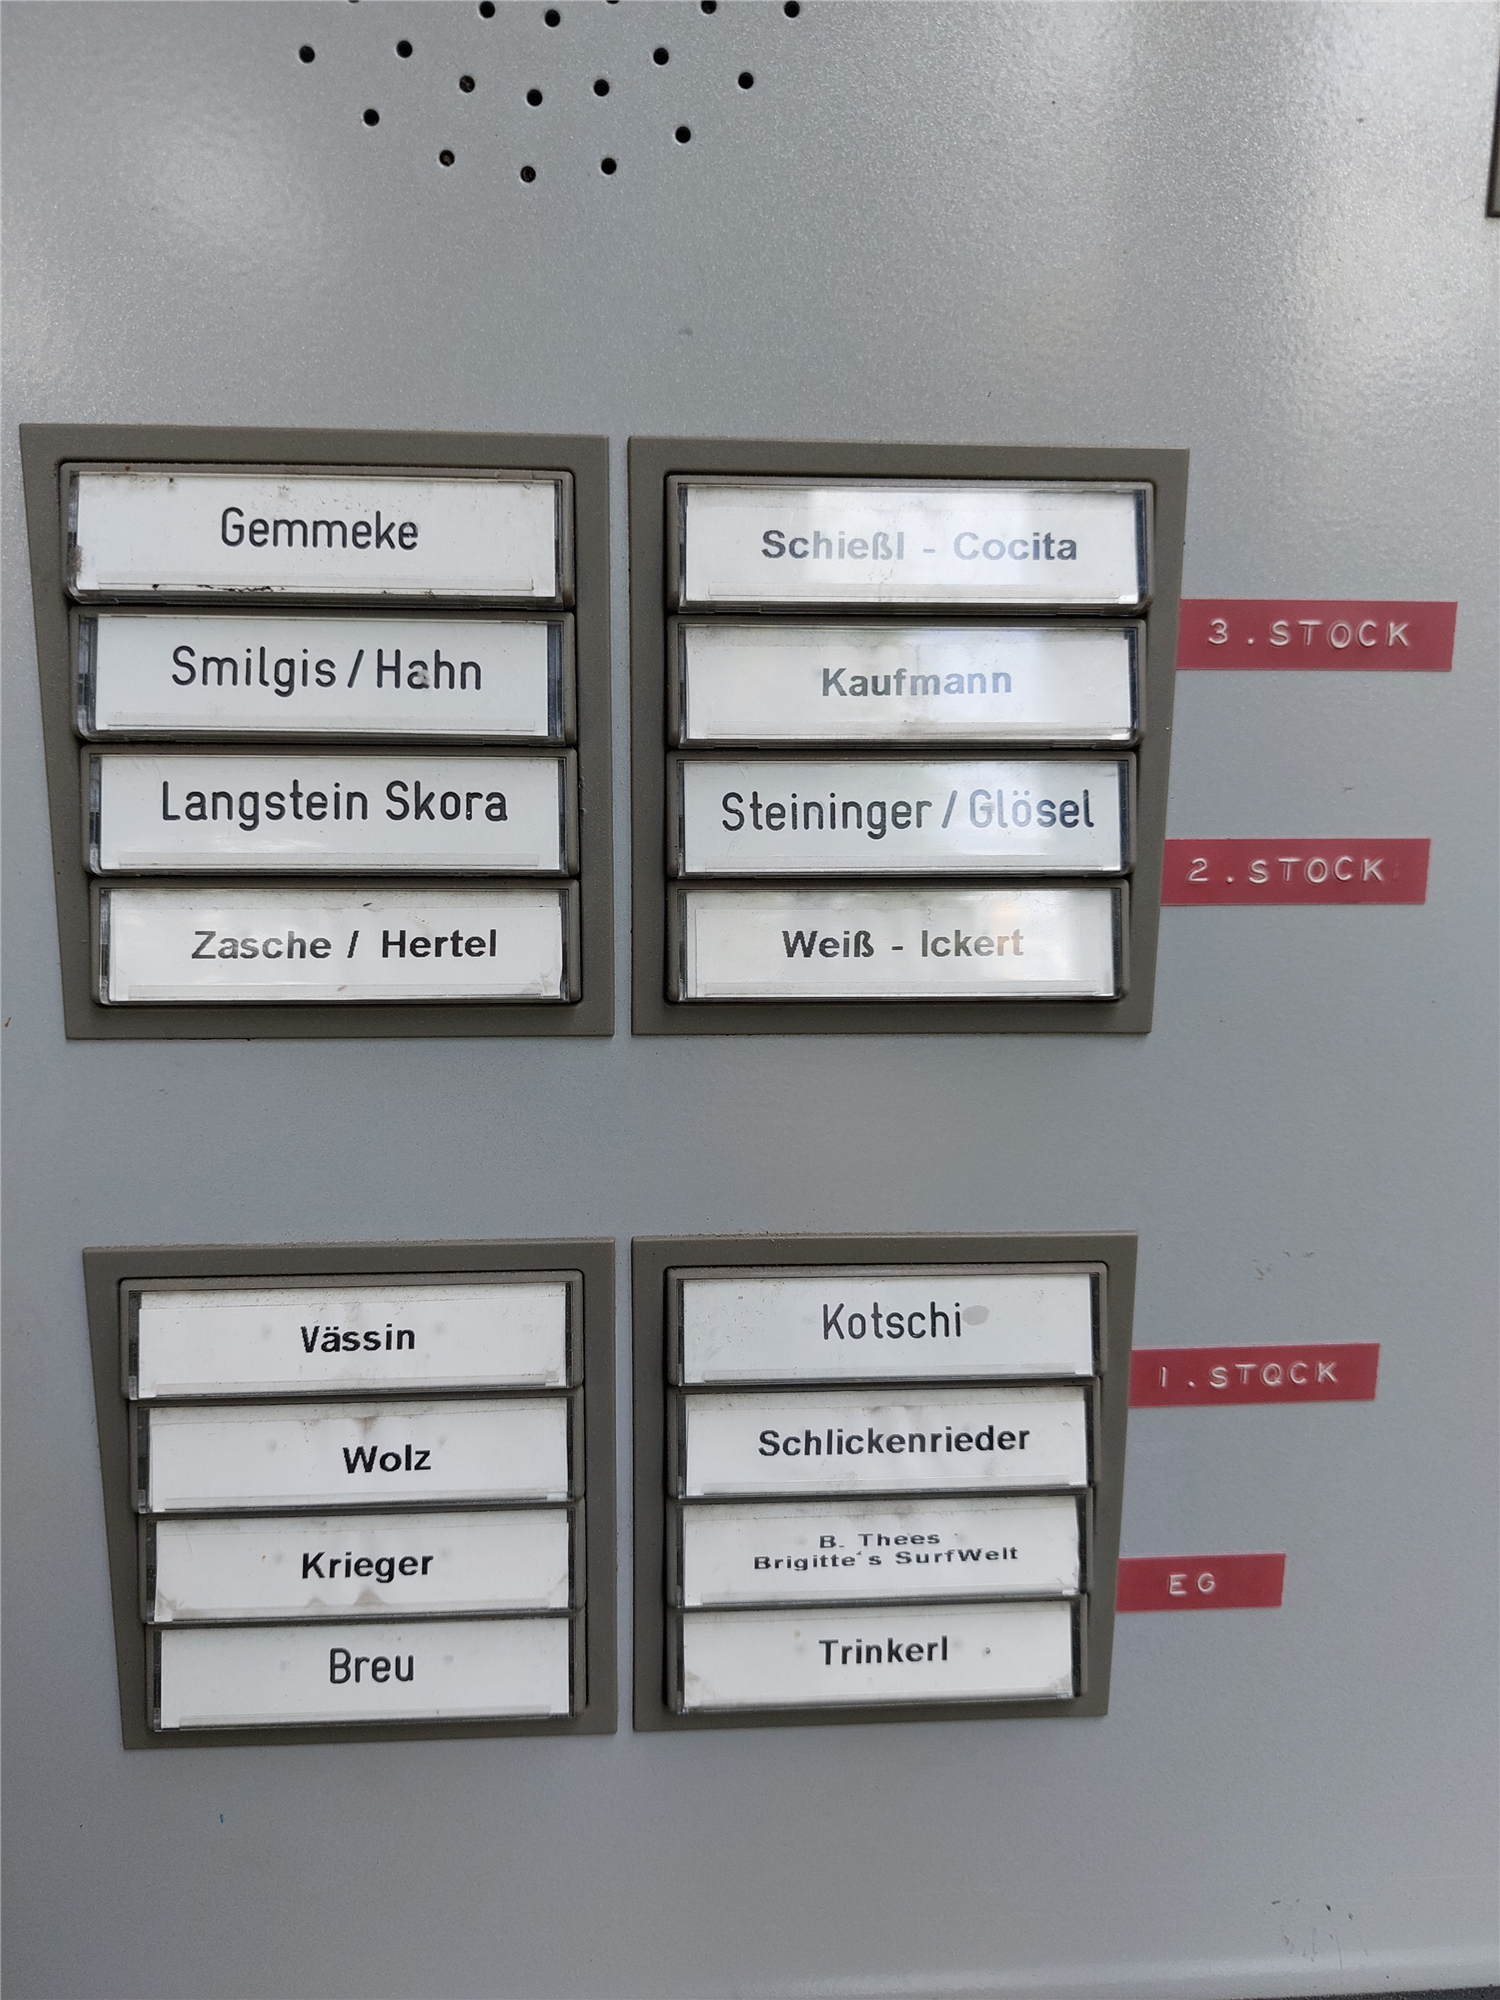 Gemmeke
Schießl - Cocita
3.STOCK
Smilgis / Hahn
Kaufmann
Langstein Skora
Steininger / Glösel
2.STOCK
Zasche / Hertel
Weiß - Ickert
Vässin
Kotschi
1.STOCK
Wolz
Schlickenrieder
Krieger
B. Thees
Brigitte's SurfWelt
EG
Breu
Trinkerl